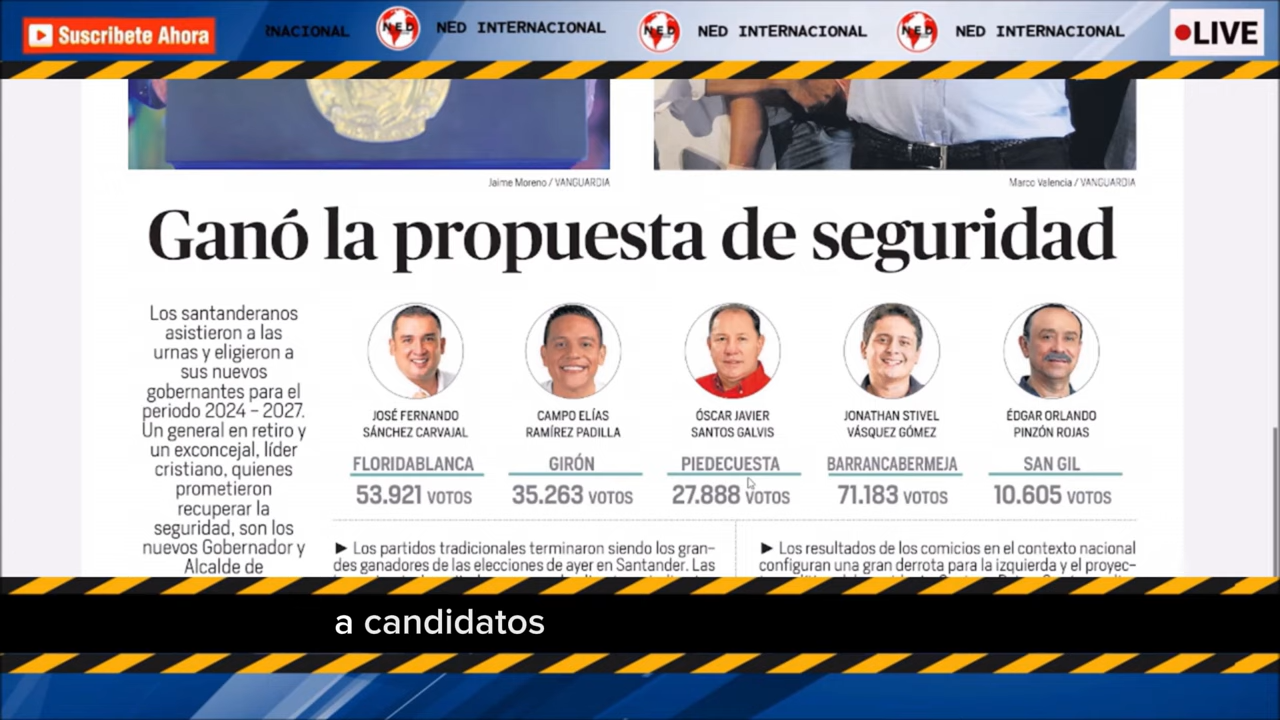 Suscribete Ahora
RNACIONAL
NED
NED INTERNACIONAL
NED
NED INTERNACIONAL
NED
NED INTERNACIONAL
LIVE
Jaime Moreno / VANGUARDIA
Marco Valencia / VANGUARDIA
Ganó la propuesta de seguridad
Los santanderanos
asistieron a las
urnas y eligieron a
sus nuevos
gobernantes para el
periodo 2024 – 2027.
Un general en retiro y
un exconcejal, líder
cristiano, quienes
prometieron
recuperar la
seguridad, son los
nuevos Gobernador y
Alcalde de
JOSÉ FERNANDO
SÁNCHEZ CARVAJAL
FLORIDABLANCA
53.921 VOTOS
CAMPO ELÍAS
RAMÍREZ PADILLA
GIRÓN
35.263 VOTOS
ÓSCAR JAVIER
SANTOS GALVIS
PIEDECUESTA
27.888 VOTOS
JONATHAN STIVEL
VÁSQUEZ GÓMEZ
BARRANCABERMEJA
71.183 VOTOS
ÉDGAR ORLANDO
PINZÓN ROJAS
SAN GIL
10.605 VOTOS
► Los partidos tradicionales terminaron siendo los gran-
des ganadores de las elecciones de ayer en Santander. Las
► Los resultados de los comicios en el contexto nacional
configuran una gran derrota para la izquierda y el proyec-
a candidatos